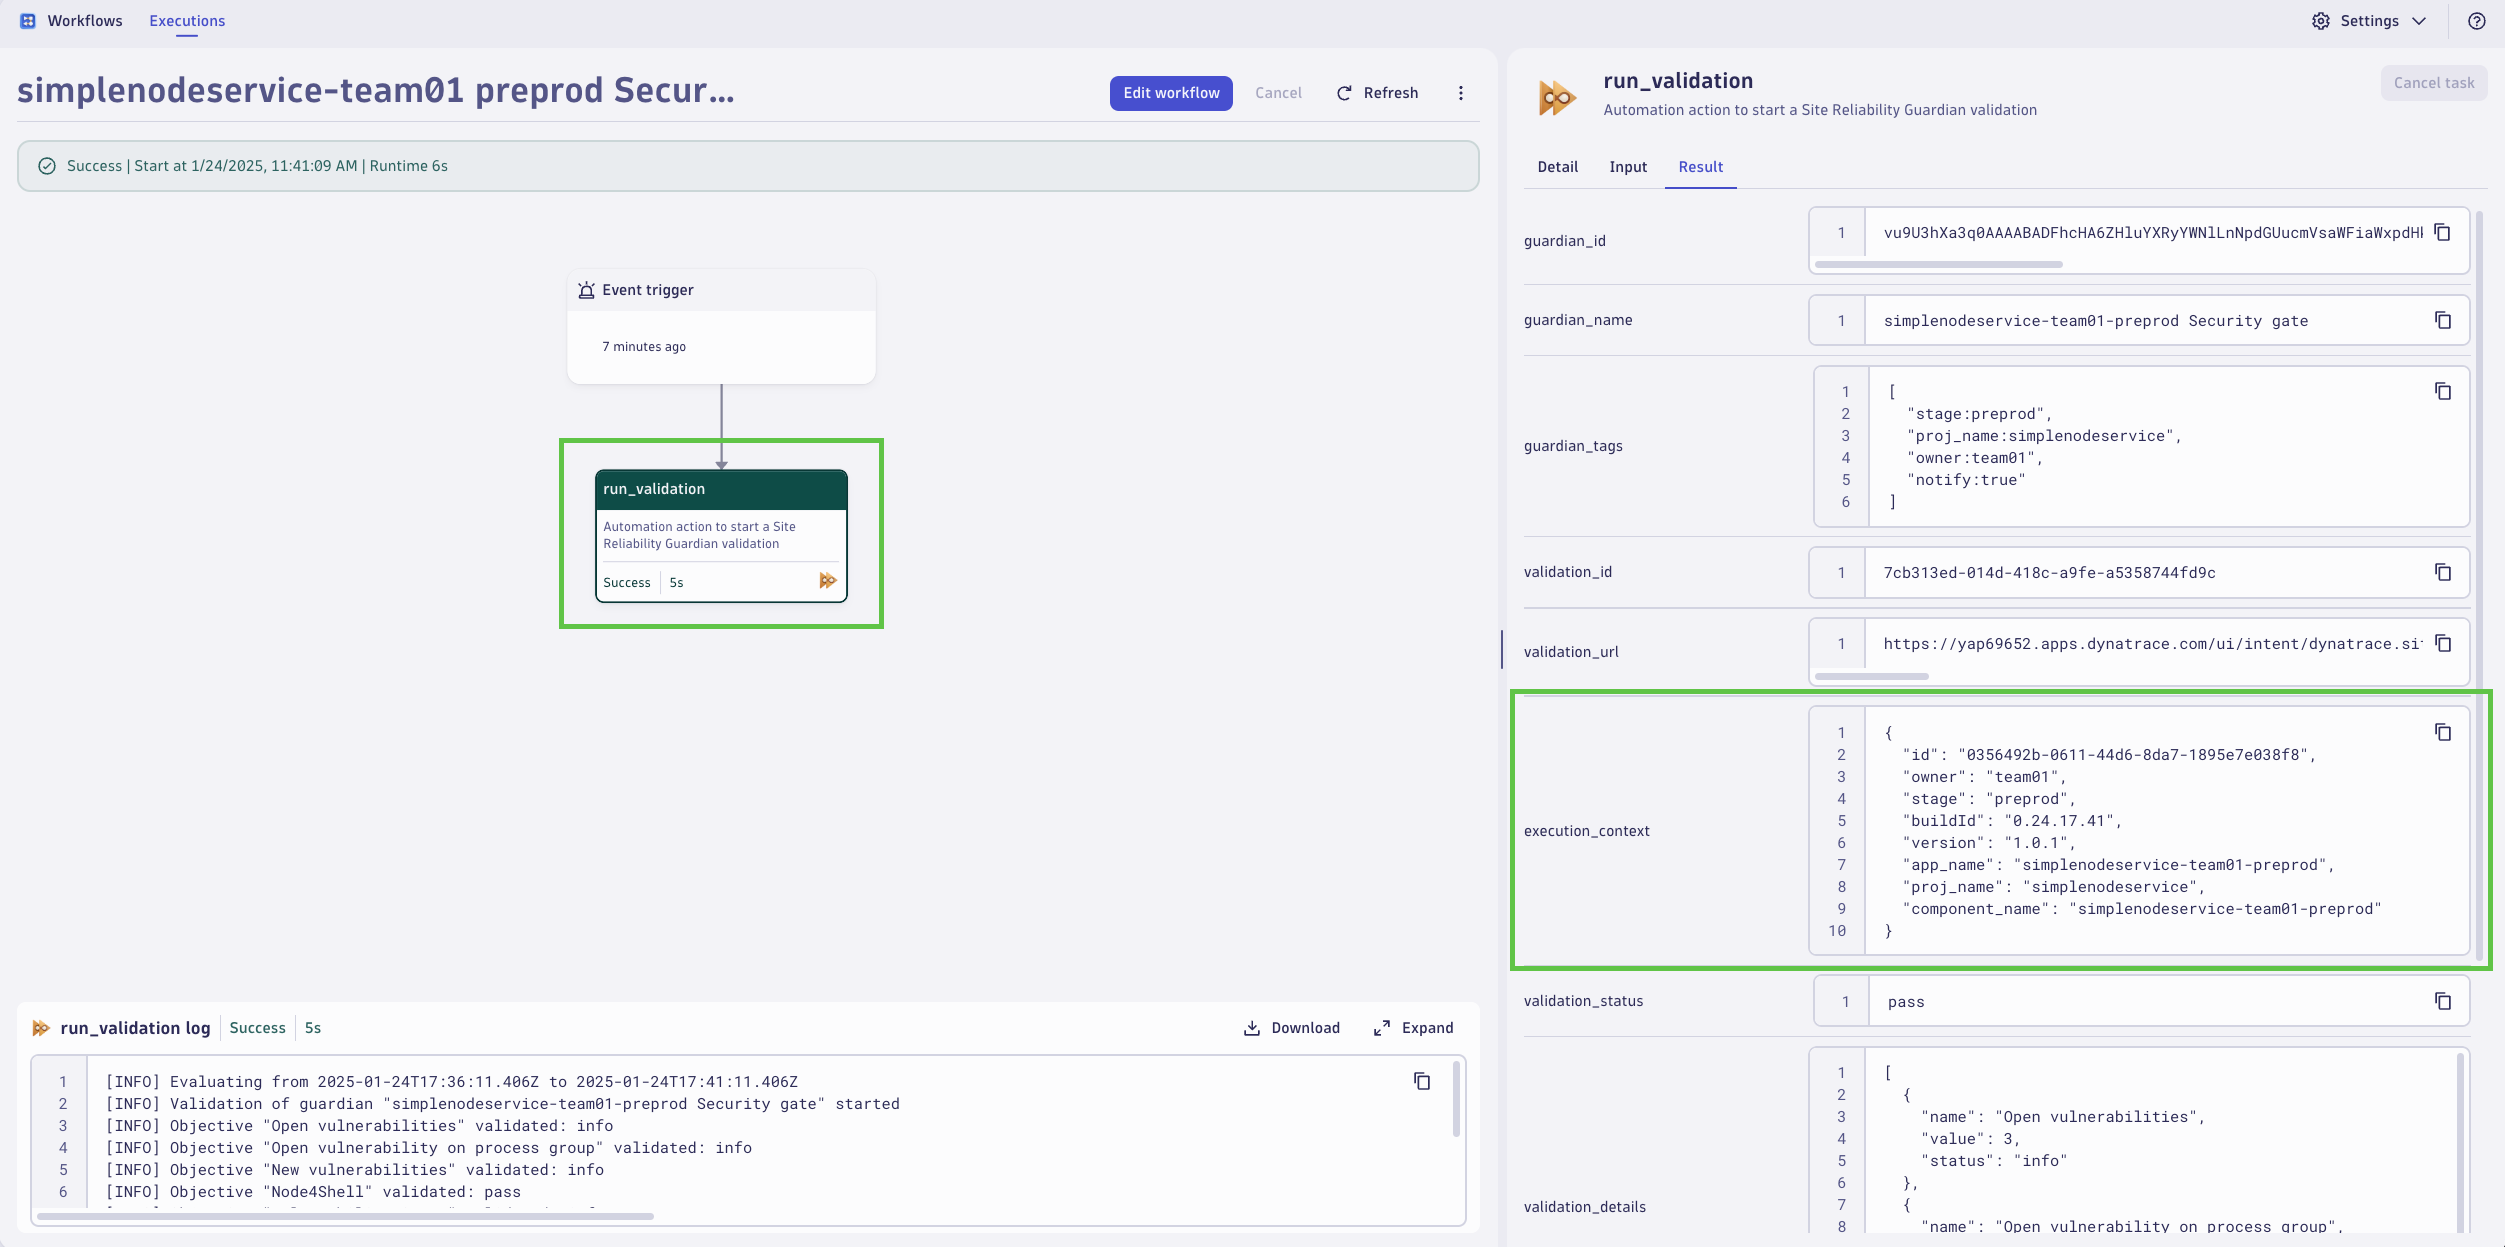 Workflows
Executions
Settings
simplenodeservice-team01 preprod Secur...
Edit workflow
Cancel
Refresh
Success | Start at 1/24/2025, 11:41:09 AM | Runtime 6s
Event trigger
7 minutes ago
run_validation
Automation action to start a Site
Reliability Guardian validation
Success
5s
run_validation log
Success
5s
Download
Expand
1 [INFO] Evaluating from 2025-01-24T17:36:11.406Z to 2025-01-24T17:41:11.406Z
2 [INFO] Validation of guardian "simplenodeservice-team01-preprod Security gate" started
3 [INFO] Objective "Open vulnerabilities" validated: info
4 [INFO] Objective "Open vulnerability on process group" validated: info
5 [INFO] Objective "New vulnerabilities" validated: info
6 [INFO] Objective "Node4Shell" validated: pass
run_validation
Automation action to start a Site Reliability Guardian validation
Cancel task
Detail
Input
Result
guardian_id
1 vu9U3hXa3q0AAAABADFhcHA6ZHluYXRyYWNlLnNpdGUucmVsaWFiaWxpdH
guardian_name
1 simplenodeservice-team01-preprod Security gate
guardian_tags
1 [
2 "stage:preprod",
3 "proj_name:simplenodeservice",
4 "owner:team01",
5 "notify:true"
6 ]
validation_id
1 7cb313ed-014d-418c-a9fe-a5358744fd9c
validation_url
1 https://yap69652.apps.dynatrace.com/ui/intent/dynatrace.si
execution_context
1 {
2 "id": "0356492b-0611-44d6-8da7-1895e7e038f8",
3 "owner": "team01",
4 "stage": "preprod",
5 "buildId": "0.24.17.41",
6 "version": "1.0.1",
7 "app_name": "simplenodeservice-team01-preprod",
8 "proj_name": "simplenodeservice",
9 "component_name": "simplenodeservice-team01-preprod"
10 }
validation_status
1 pass
validation_details
1 [
2 {
3 "name": "Open vulnerabilities",
4 "value": 3,
5 "status": "info"
6 },
7 {
8 "name": "Open vulnerability on process group",